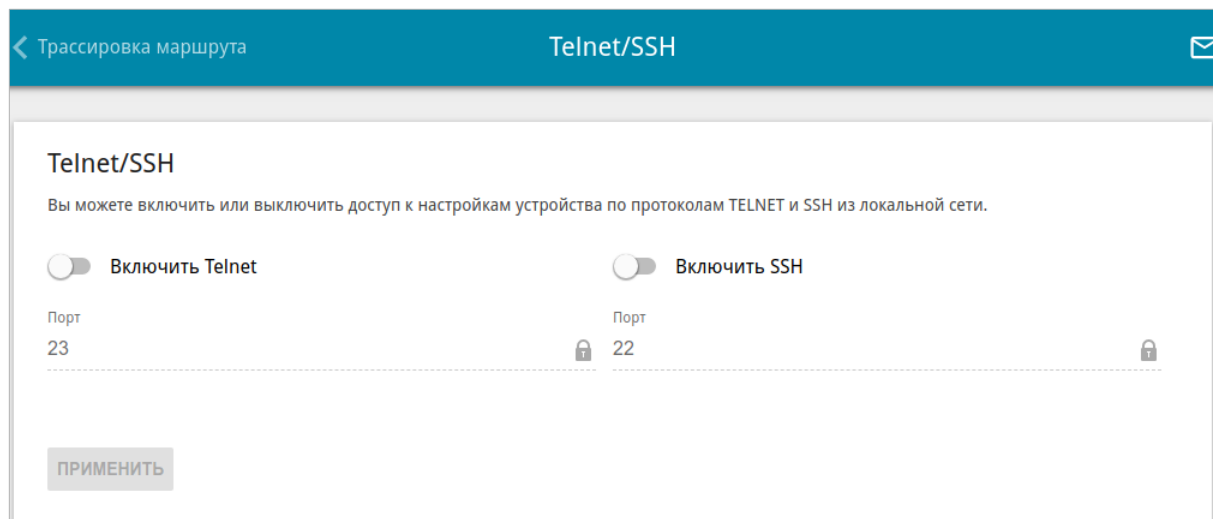 Трассировка маршрута
Telnet/SSH
Telnet/SSH
Вы можете включить или выключить доступ к настройкам устройства по протоколам TELNET и SSH из локальной сети.
Включить Telnet
Включить SSH
Порт
Порт
23
22
ПРИМЕНИТЬ